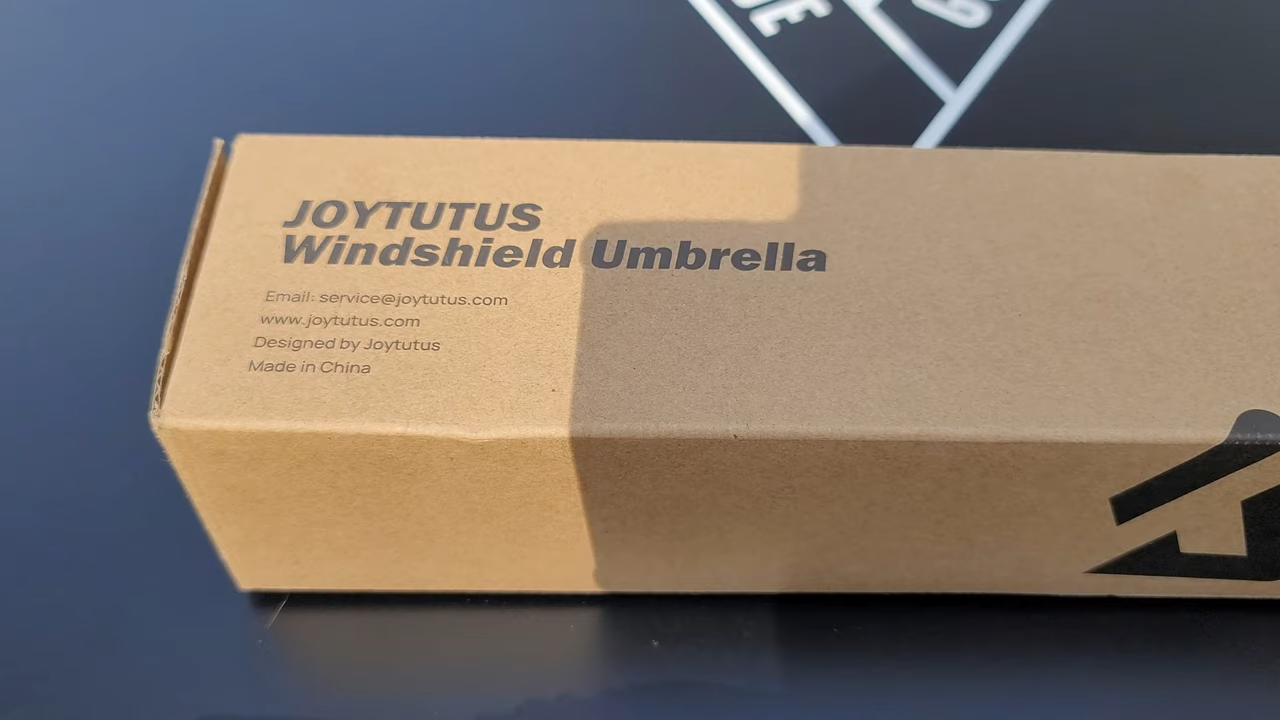 JOYTUTUS
Windshield Umbrella
Email: service@joytutus.com
www.joytutus.com
Designed by Joytutus
Made in China